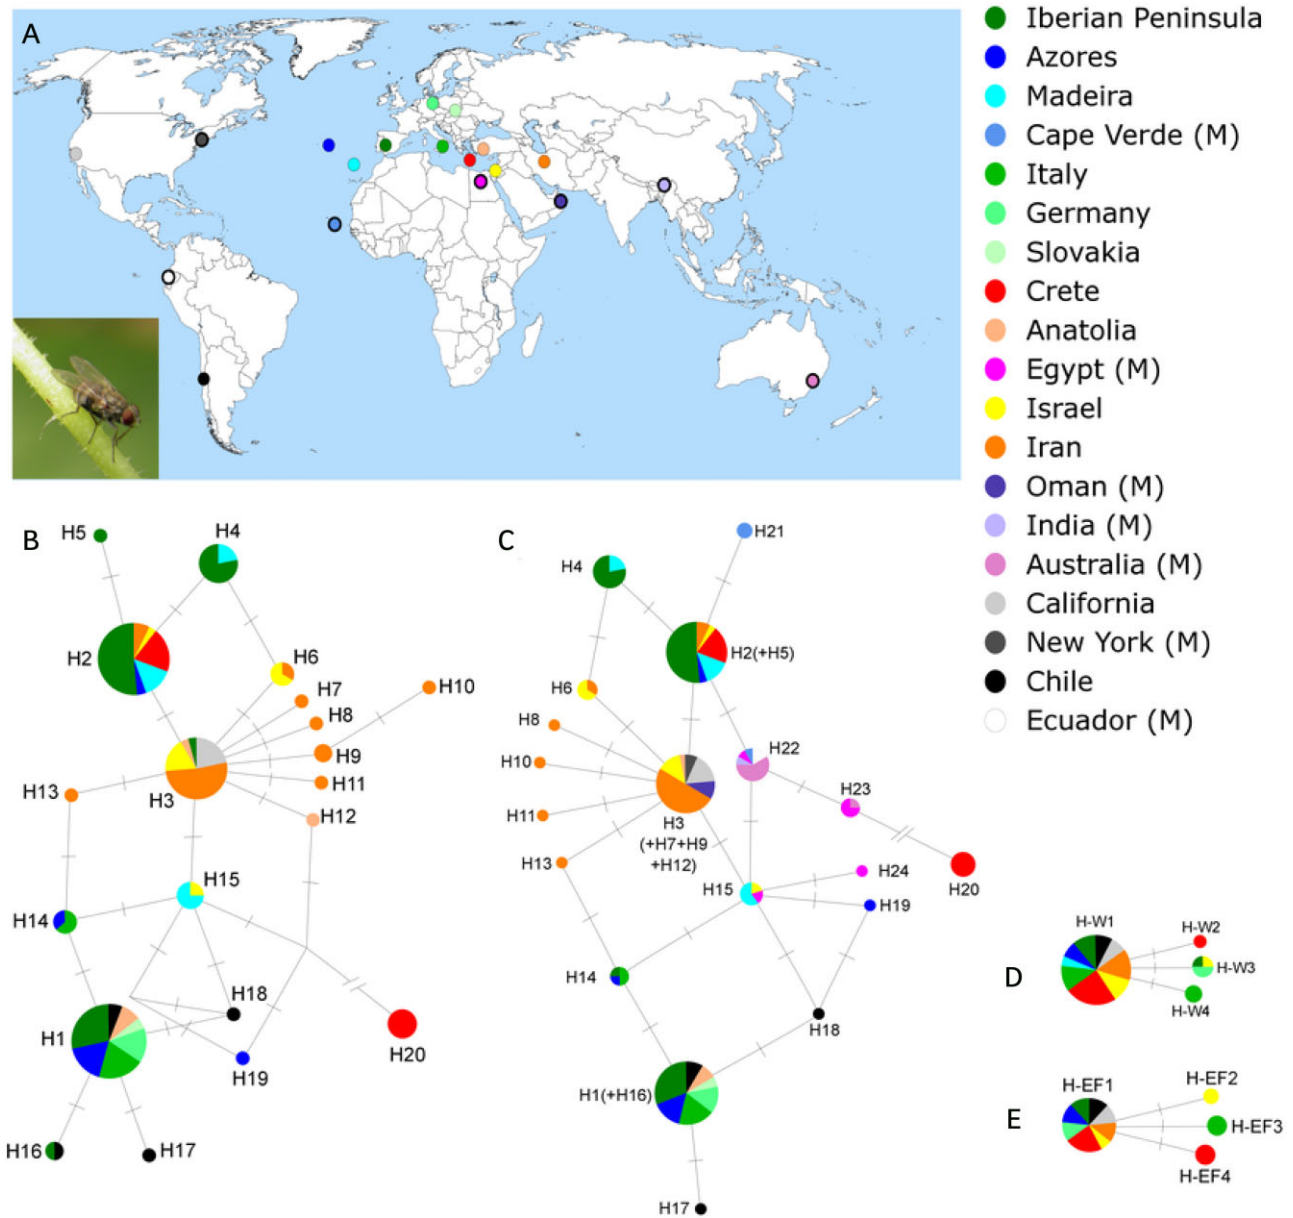 A
Iberian Peninsula
Azores
Madeira
Cape Verde (M)
Italy
Germany
Slovakia
Crete
Anatolia
Egypt (M)
Israel
Iran
Oman (M)
India (M)
Australia (M)
California
New York (M)
Chile
Ecuador (M)
B
H5
H4
H2
H6
H7
H10
H8
H9
H11
H3
H13
H12
H15
H14
H18
H1
H20
H19
H16
H17
C
H21
H4
H2(+H5)
H6
H8
H22
H10
H23
H11
H3
(+H7+H9
+H12)
H13
H24
H15
H20
H19
H14
H18
H1(+H16)
H17
D
H-W1
H-W2
H-W3
H-W4
E
H-EF1
H-EF2
H-EF3
H-EF4